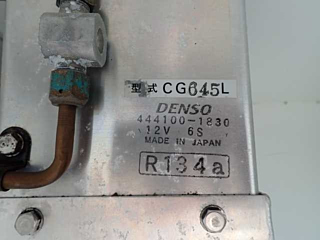 型式 CG645L
DENSO
444100-1830
12V 6S
MADE IN JAPAN
R134a